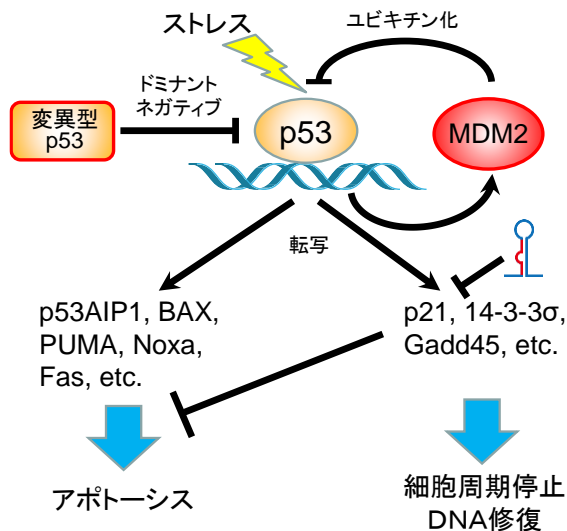 ストレス
ユビキチン化
ドミナント
ネガティブ
変異型
p53
p53
MDM2
転写
p53AIP1, BAX,
PUMA, Noxa,
Fas, etc.
p21, 14-3-3σ,
Gadd45, etc.
アポトーシス
細胞周期停止
DNA修復